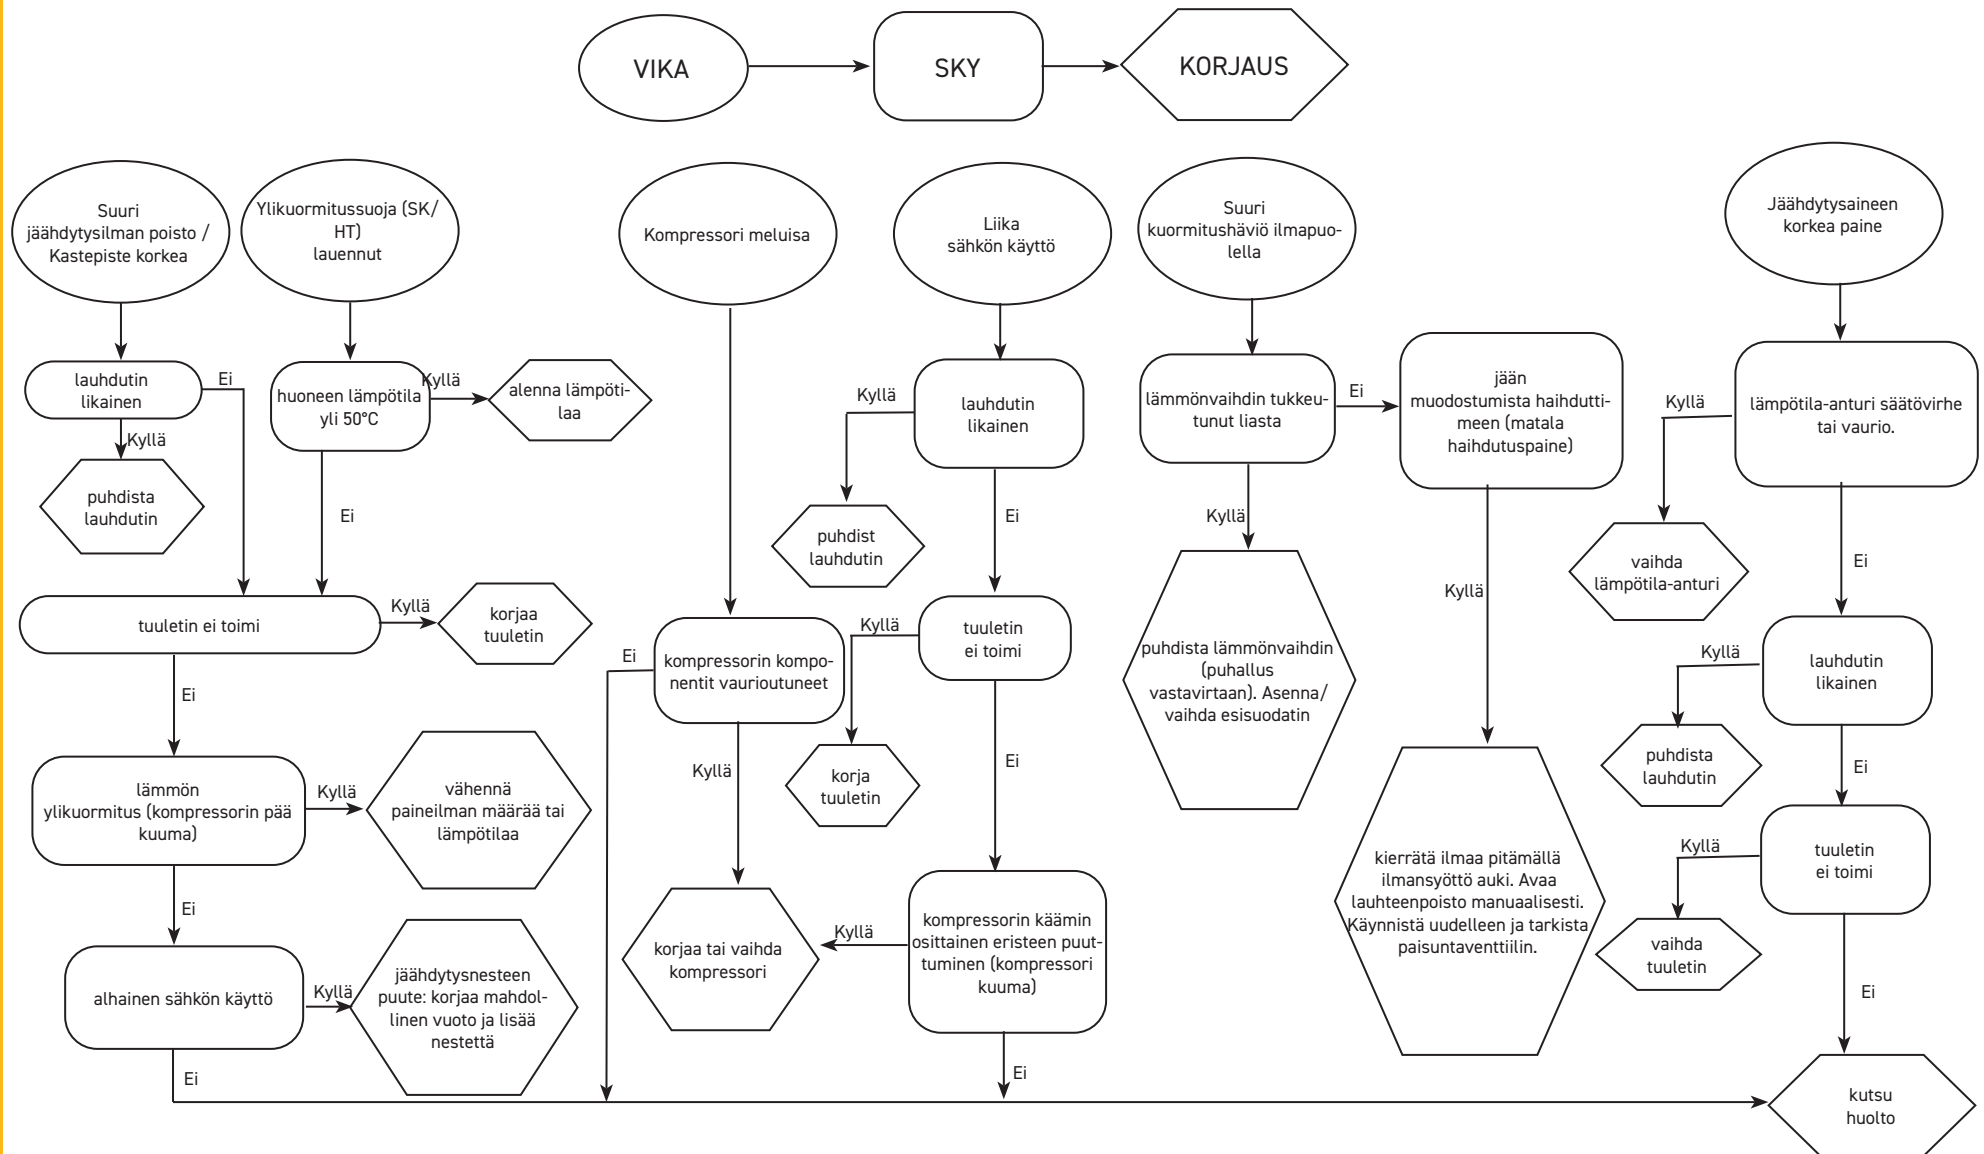 VIKA
SKY
KORJAUS
Suuri
jäähdytysilman poisto /
Kastepiste korkea
lauhdutin
likainen
Ei
Kyllä
puhdista
lauhdutin
Ylikuormitussuoja (SK/
HT)
lauennut
huoneen lämpötila
yli 50°C
Kyllä
alenna lämpöti-
laa
Ei
tuuletin ei toimi
Kyllä
korjaa
tuuletin
Ei
lämmön
ylikuormitus (kompressorin pää
kuuma)
Kyllä
vähennä
paineilman määrää tai
lämpötilaa
Ei
alhainen sähkön käyttö
Kyllä
jäähdytysnesteen
puute: korjaa mahdol-
linen vuoto ja lisää
nestettä
Ei
Kompressori meluisa
kompressorin kompo-
nentit vaurioutuneet
Ei
Kyllä
korjaa tai vaihda
kompressori
Liika
sähkön käyttö
lauhdutin
likainen
Kyllä
puhdist
lauhdutin
Ei
tuuletin
ei toimi
Kyllä
korja
tuuletin
Ei
kompressorin käämin
osittainen eristeen puut-
tuminen (kompressori
kuuma)
Kyllä
Ei
Suuri
kuormitushäviö ilmapuo-
lella
lämmönvaihdin tukkeu-
tunut liasta
Ei
Kyllä
puhdista lämmönvaihdin
(puhallus
vastavirtaan). Asenna/
vaihda esisuodatin
jään
muodostumista haihdutti-
meen (matala
haihdutuspaine)
Kyllä
kierrätä ilmaa pitämällä
ilmansyöttö auki. Avaa
lauhteenpoisto manuaalisesti.
Käynnistä uudelleen ja tarkista
paisuntaventtiilin.
Jäähdytysaineen
korkea paine
lämpötila-anturi säätövirhe
tai vaurio.
Kyllä
vaihda
lämpötila-anturi
Ei
lauhdutin
likainen
Kyllä
puhdista
lauhdutin
Ei
tuuletin
ei toimi
Kyllä
vaihda
tuuletin
Ei
kutsu
huolto